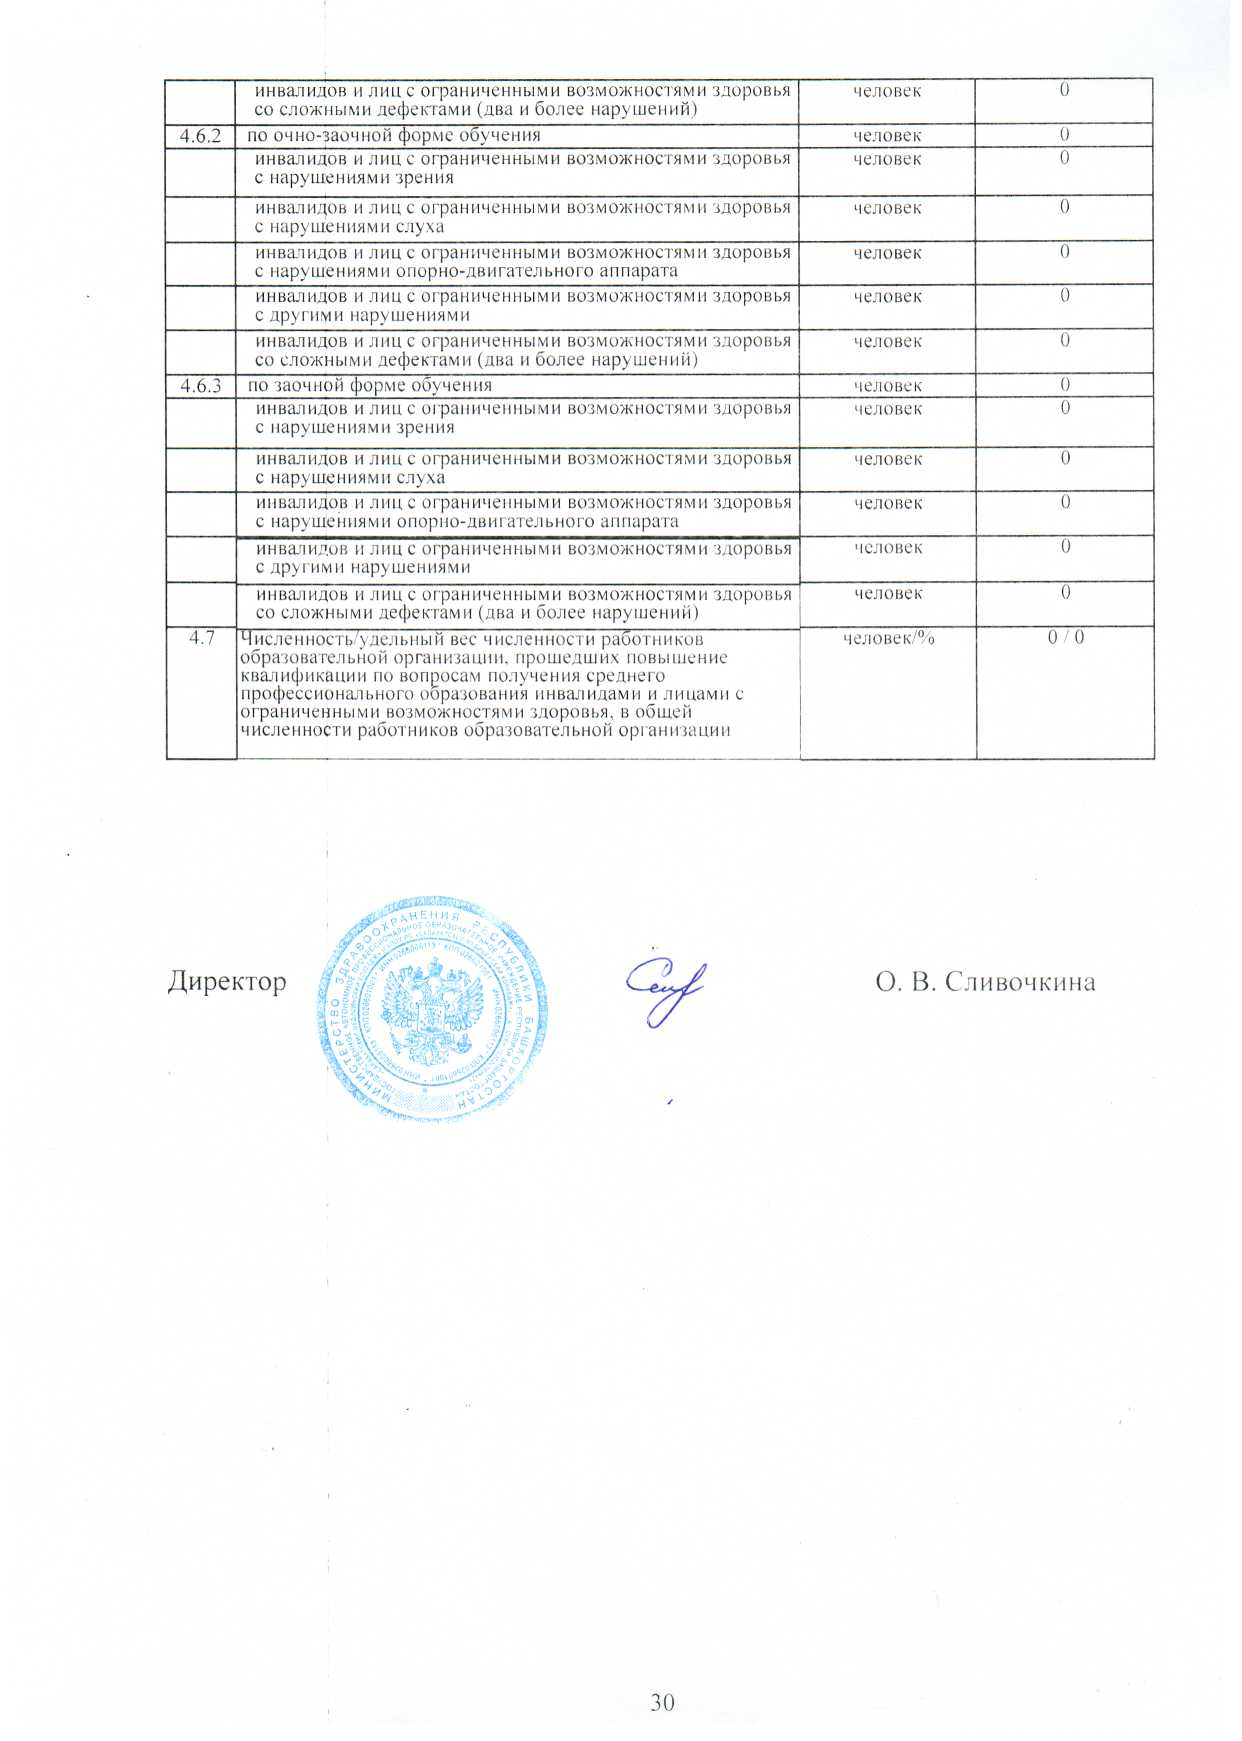 инвалидов и лиц с ограниченными возможностями здоровья человек 0
со сложными дефектами (два и более нарушений)
4.6.2 по очно-заочной форме обучения человек 0
инвалидов и лиц с ограниченными возможностями здоровья человек 0
с нарушениями зрения
инвалидов и лиц с ограниченными возможностями здоровья человек 0
с нарушениями слуха
инвалидов и лиц с ограниченными возможностями здоровья человек 0
с нарушениями опорно-двигательного аппарата
инвалидов и лиц с ограниченными возможностями здоровья человек 0
с другими нарушениями
инвалидов и лиц с ограниченными возможностями здоровья человек 0
со сложными дефектами (два и более нарушений)
4.6.3 по заочной форме обучения человек 0
инвалидов и лиц с ограниченными возможностями здоровья человек 0
с нарушениями зрения
инвалидов и лиц с ограниченными возможностями здоровья человек 0
с нарушениями слуха
инвалидов и лиц с ограниченными возможностями здоровья человек 0
с нарушениями опорно-двигательного аппарата
инвалидов и лиц с ограниченными возможностями здоровья человек 0
с другими нарушениями
инвалидов и лиц с ограниченными возможностями здоровья человек 0
со сложными дефектами (два и более нарушений)
4.7 Численность/удельный вес численности работников человек/% 0 / 0
образовательной организации, прошедших повышение
квалификации по вопросам получения среднего
профессионального образования инвалидами и лицами с
ограниченными возможностями здоровья, в общей
численности работников образовательной организации
МИНИСТЕРСТВО ЗДРАВООХРАНЕНИЯ РЕСПУБЛИКИ БАШКОРТОСТАН
Директор О. В. Сливочкина
30